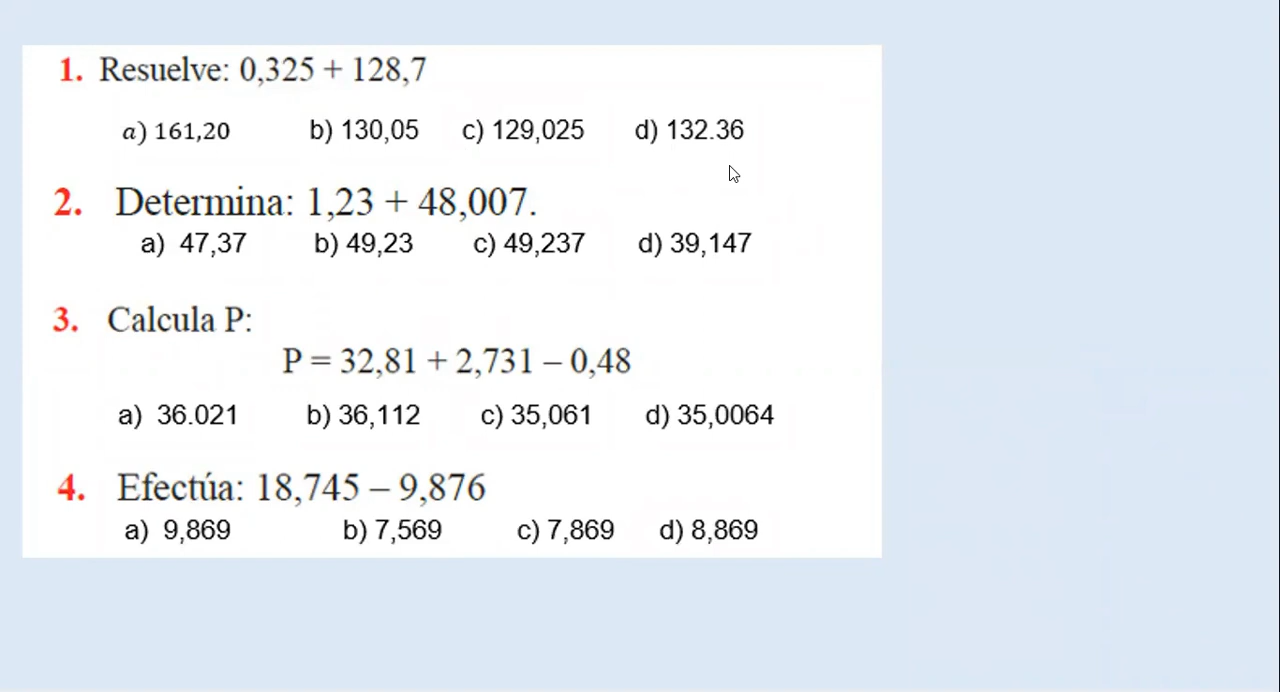 1. Resuelve: 0,325 + 128,7
a) 161,20 b) 130,05 c) 129,025 d) 132.36
2. Determina: 1,23 + 48,007.
a) 47,37 b) 49,23 c) 49,237 d) 39,147
3. Calcula P:
P = 32,81 + 2,731 – 0,48
a) 36.021 b) 36,112 c) 35,061 d) 35,0064
4. Efectúa: 18,745 – 9,876
a) 9,869 b) 7,569 c) 7,869 d) 8,869